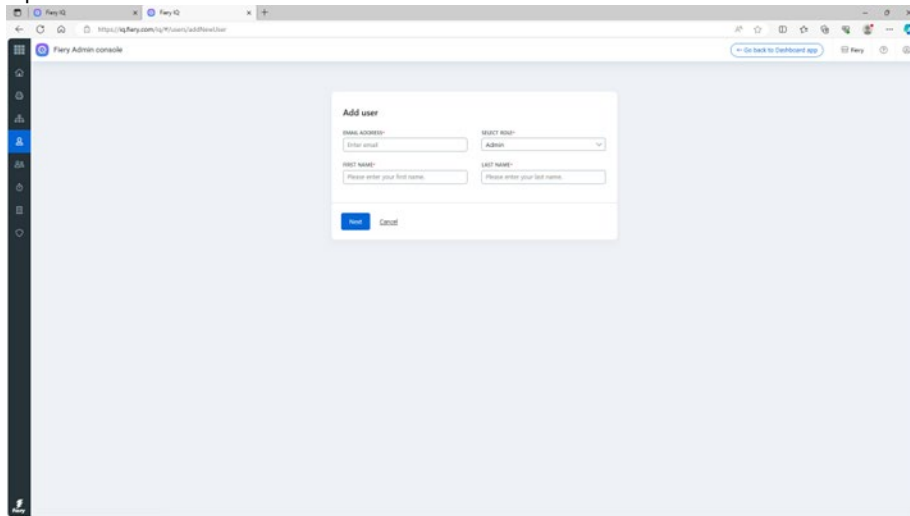 Fiery IQ
Fiery IQ
https://iq.fiery.com/iq/#/users/addNewUser
Fiery Admin console
Go back to Dashboard app
Fiery
Add user
EMAIL ADDRESS*
SELECT ROLE*
Enter email
Admin
FIRST NAME*
LAST NAME*
Please enter your first name.
Please enter your last name.
Next
Cancel
fiery